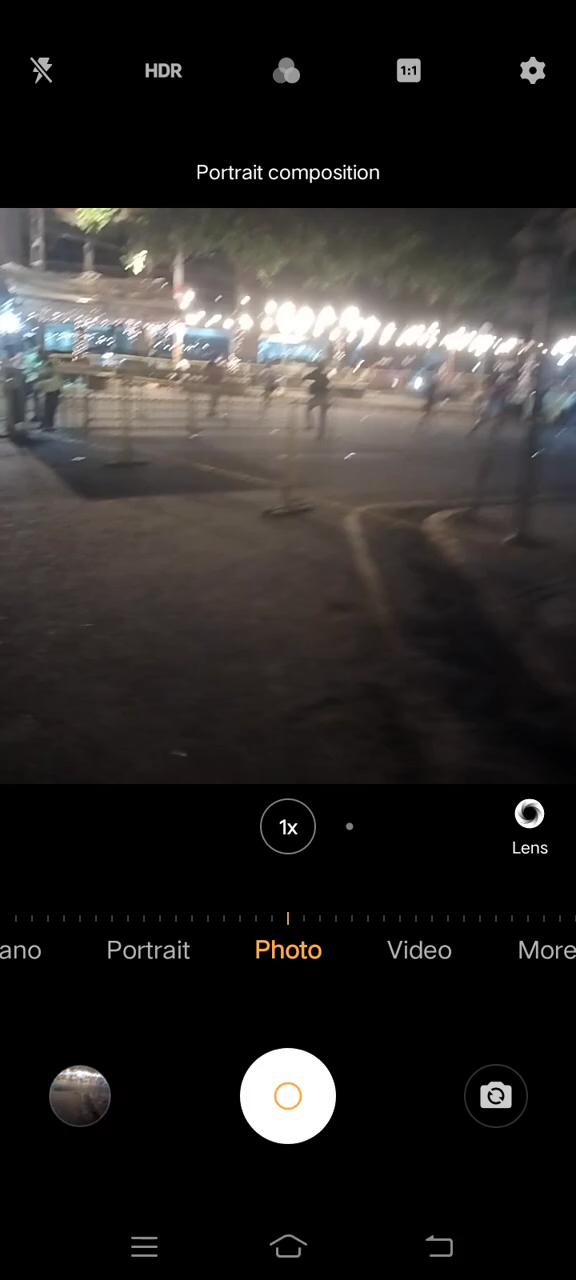 HDR
1:1
Portrait composition
1x
Lens
ano Portrait Photo Video More